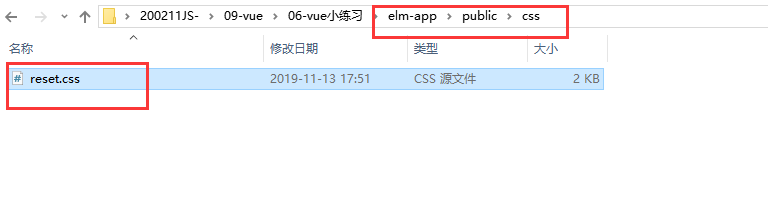 200211JS- › 09-vue › 06-vue小练习 › elm-app › public › css
名称 修改日期 类型 大小
reset.css 2019-11-13 17:51 CSS 源文件 2 KB